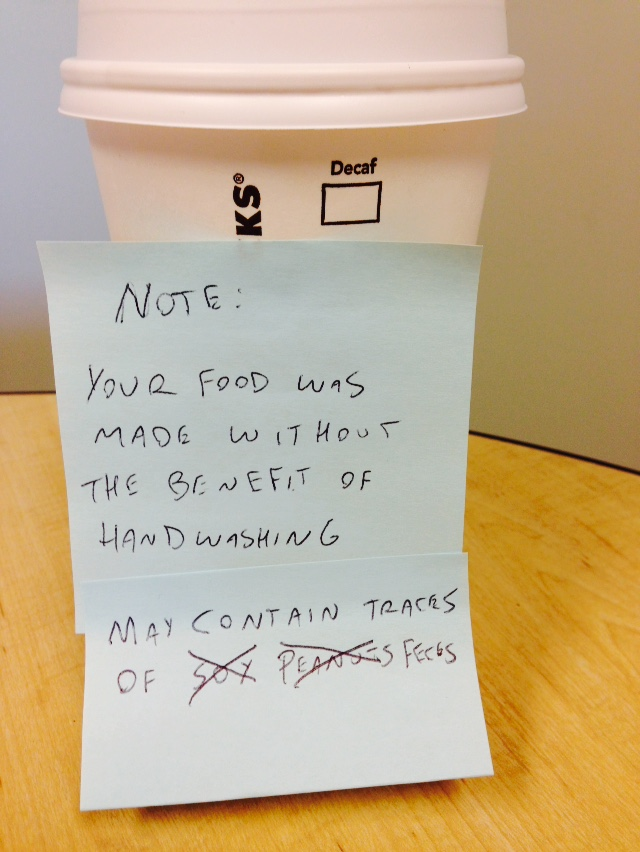 Decaf
KS®
NOTE:
YOUR FOOD WAS
MADE WITHOUT
THE BENEFIT OF
HANDWASHING
MAY CONTAIN TRACES
OF SOY PEANUTS FECES